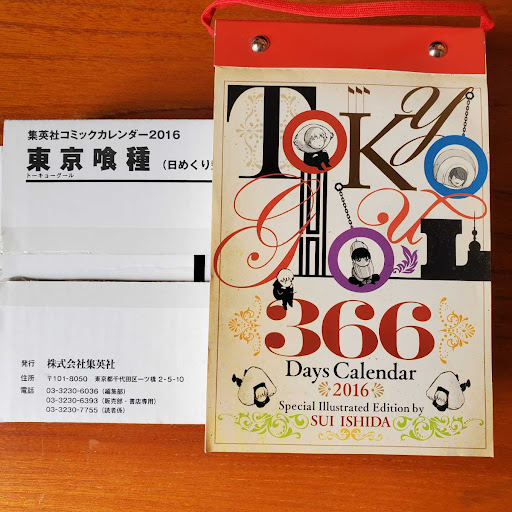 集英社コミックカレンダー2016
東京喰種（日めくり
トーキョーグール
発行 株式会社集英社
住所 〒101-8050 東京都千代田区一ツ橋 2-5-10
電話 03-3230-6036（編集部）
03-3230-6393（販売部・書店専用）
03-3230-7755（読者係）
TOKYO
ghoUL
366
Days Calendar
2016
Special Illustrated Edition by
SUI ISHIDA